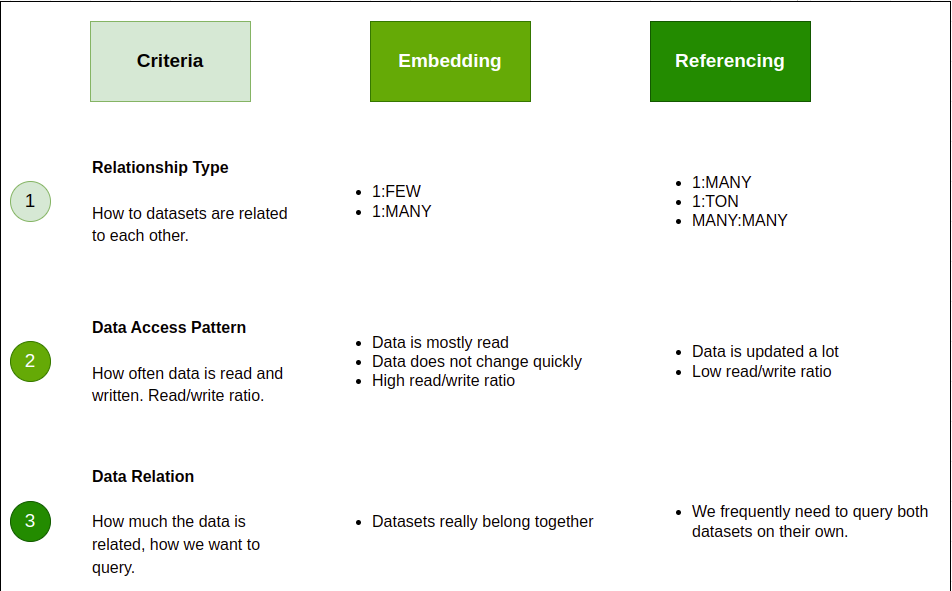 Criteria
Embedding
Referencing
1
Relationship Type
How to datasets are related
to each other.
• 1:FEW
• 1:MANY
• 1:MANY
• 1:TON
• MANY:MANY
2
Data Access Pattern
How often data is read and
written. Read/write ratio.
• Data is mostly read
• Data does not change quickly
• High read/write ratio
• Data is updated a lot
• Low read/write ratio
3
Data Relation
How much the data is
related, how we want to
query.
• Datasets really belong together
• We frequently need to query both
datasets on their own.